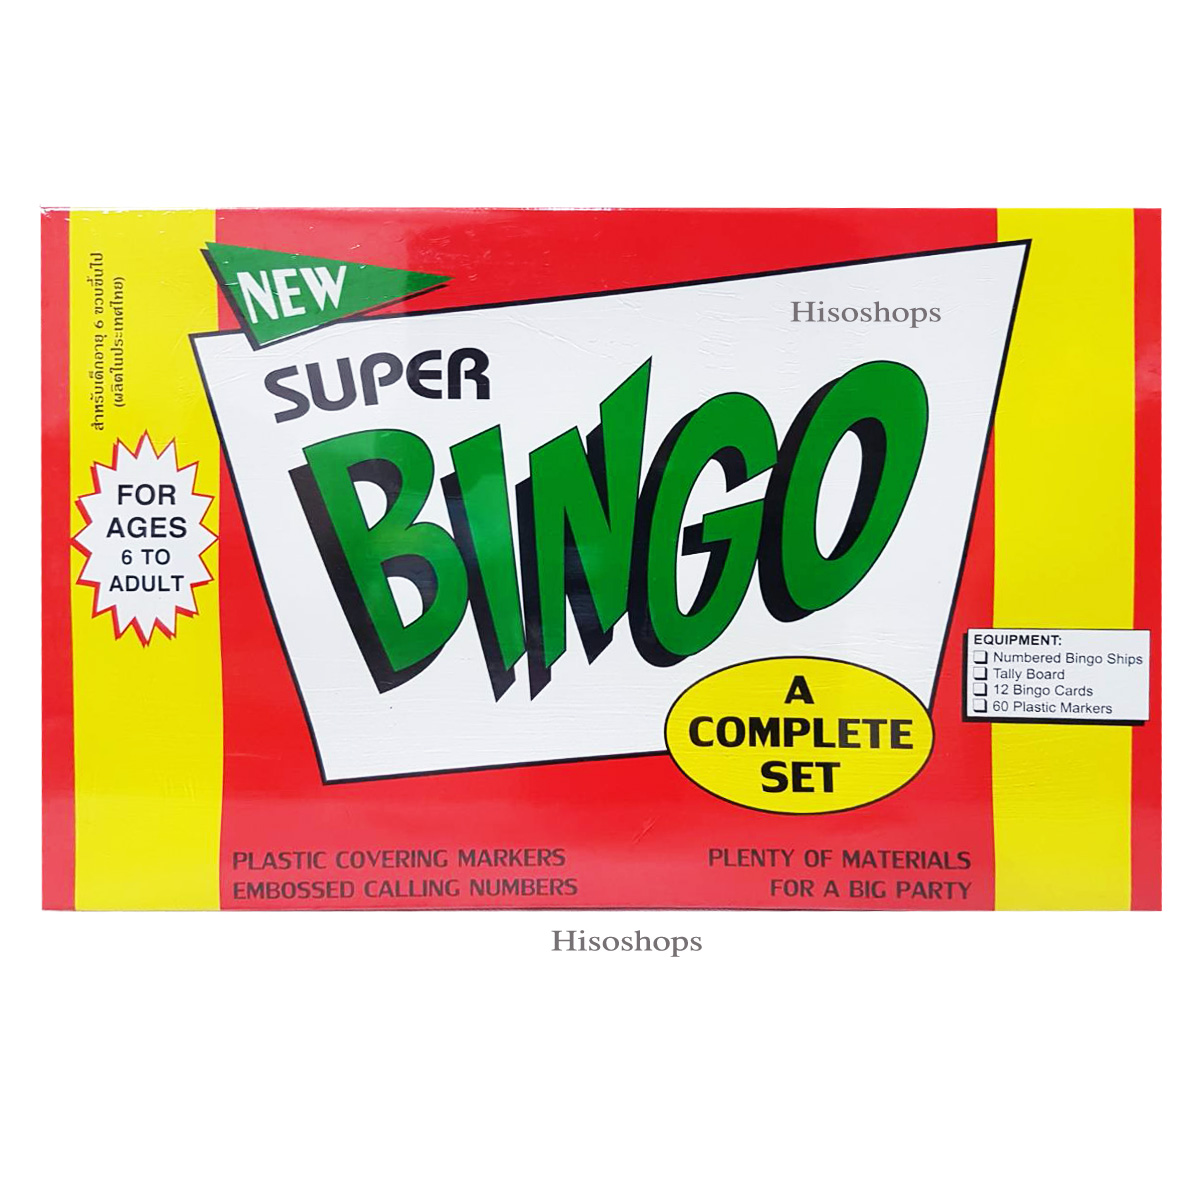 สำหรับเด็กอายุ 6 ขวบขึ้นไป
(ผลิตในประเทศไทย)
NEW
Hisoshops
SUPER
BINGO
FOR
AGES
6 TO
ADULT
EQUIPMENT:
Numbered Bingo Ships
Tally Board
12 Bingo Cards
60 Plastic Markers
A
COMPLETE
SET
PLASTIC COVERING MARKERS
EMBOSSED CALLING NUMBERS
PLENTY OF MATERIALS
FOR A BIG PARTY
Hisoshops